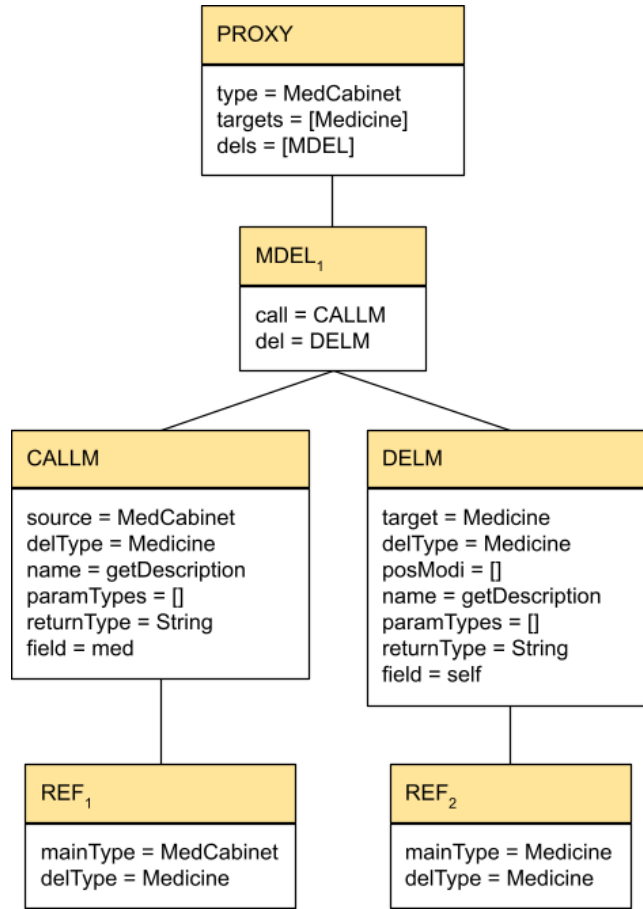 PROXY
type = MedCabinet
targets = [Medicine]
dels = [MDEL]
MDEL₁
call = CALLM
del = DELM
CALLM
source = MedCabinet
delType = Medicine
name = getDescription
paramTypes = []
returnType = String
field = med
DELM
target = Medicine
delType = Medicine
posModi = []
name = getDescription
paramTypes = []
returnType = String
field = self
REF₁
mainType = MedCabinet
delType = Medicine
REF₂
mainType = Medicine
delType = Medicine